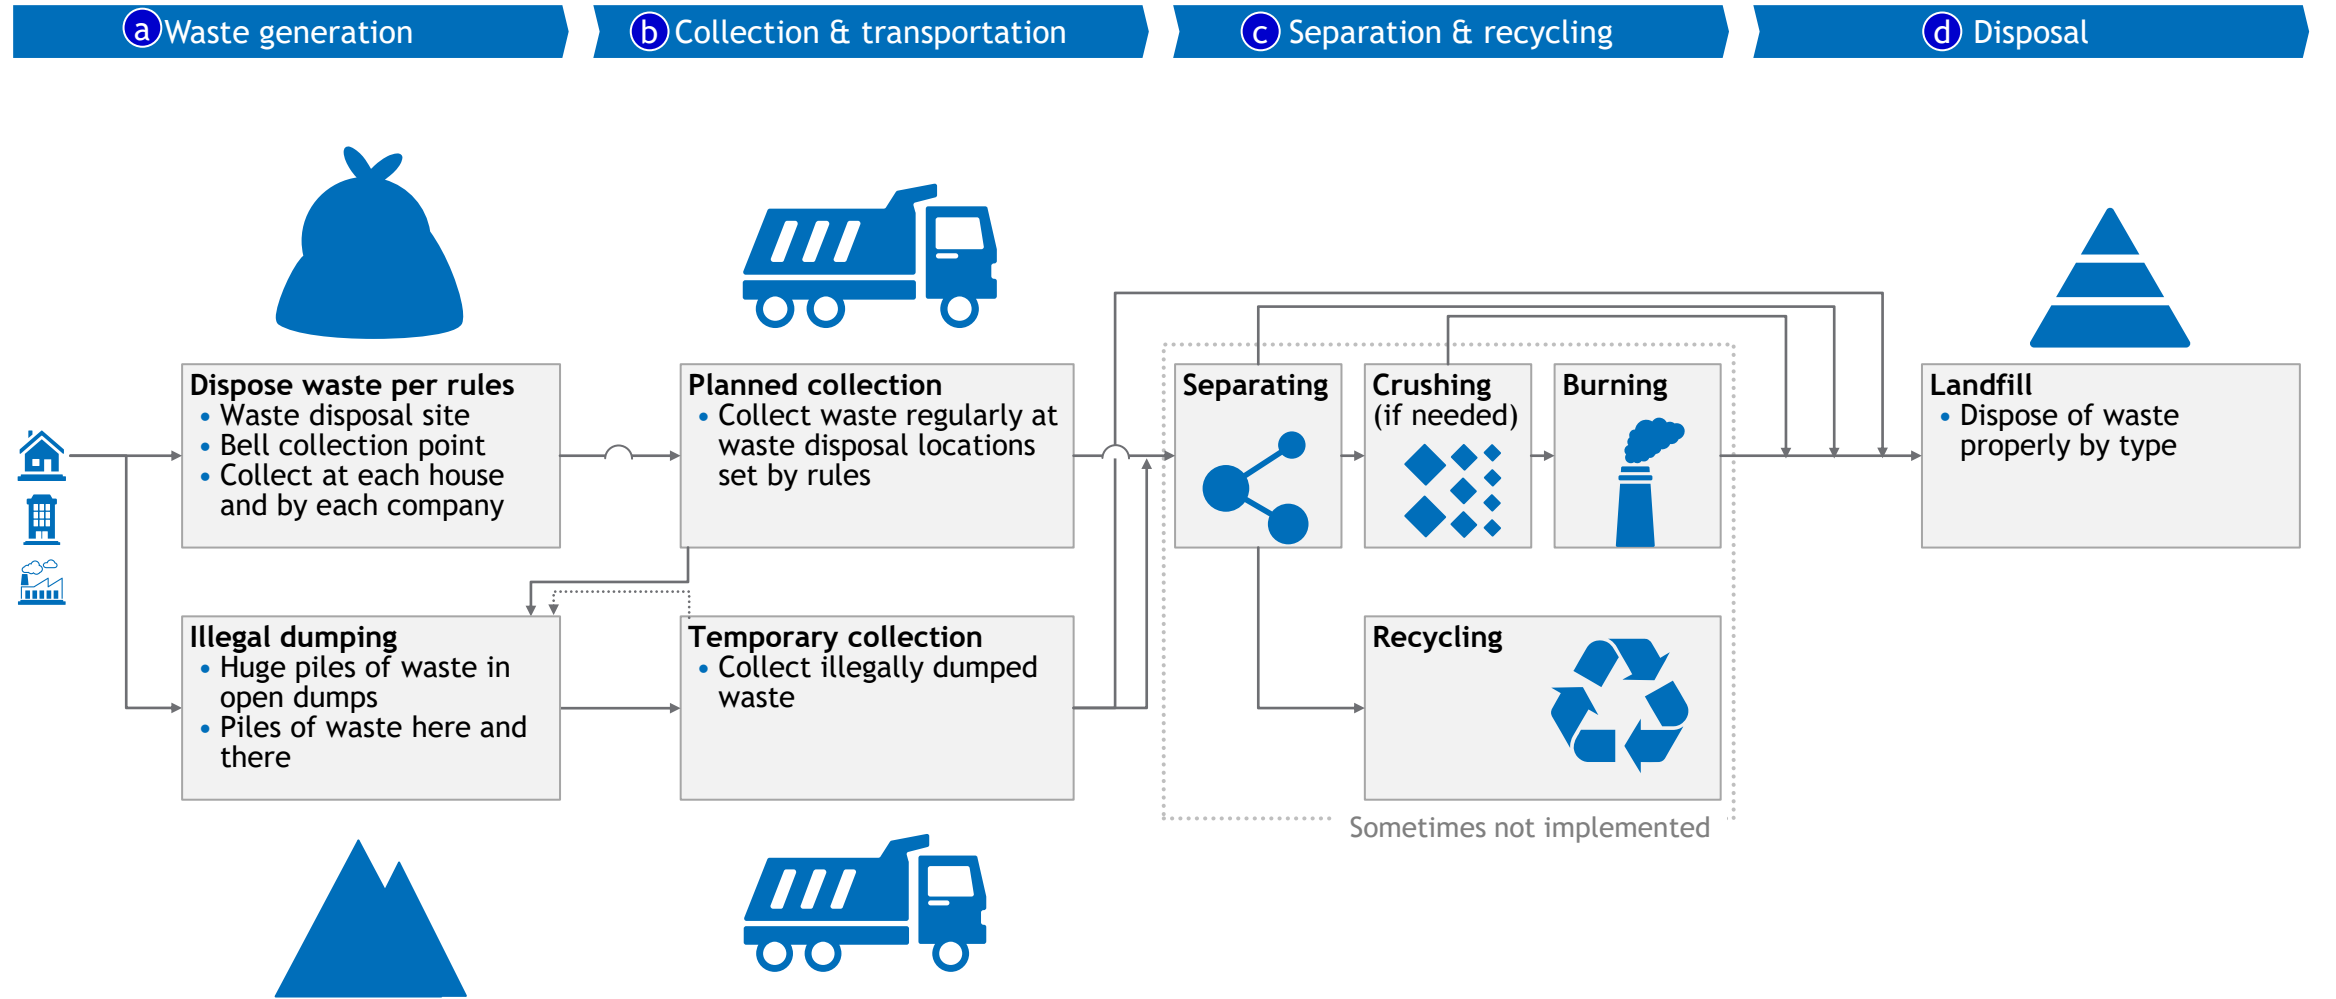 a Waste generation
b Collection & transportation
c Separation & recycling
d Disposal
Dispose waste per rules
• Waste disposal site
• Bell collection point
• Collect at each house
and by each company
Planned collection
• Collect waste regularly at
waste disposal locations
set by rules
Separating
Crushing
(if needed)
Burning
Landfill
• Dispose of waste
properly by type
Illegal dumping
• Huge piles of waste in
open dumps
• Piles of waste here and
there
Temporary collection
• Collect illegally dumped
waste
Recycling
Sometimes not implemented